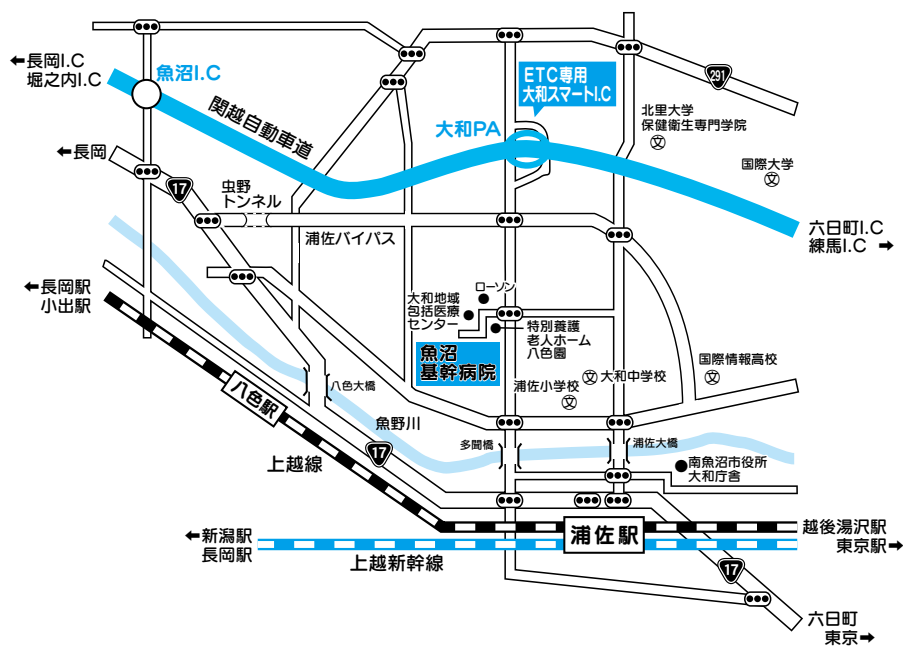 ←長岡I.C
堀之内I.C
魚沼I.C
関越自動車道
ETC専用
大和スマートI.C
大和PA
291
北里大学
保健衛生専門学院
文
国際大学
文
←長岡
17
虫野
トンネル
浦佐バイパス
六日町I.C
練馬I.C →
←長岡駅
小出駅
ローソン
大和地域
包括医療
センター
特別養護
老人ホーム
八色園
魚沼
基幹病院
八色駅
八色大橋
浦佐小学校
文
文
大和中学校
国際情報高校
文
魚野川
17
上越線
多聞橋
浦佐大橋
南魚沼市役所
大和庁舎
←新潟駅
長岡駅
上越新幹線
浦佐駅
越後湯沢駅
東京駅→
17
六日町
東京→